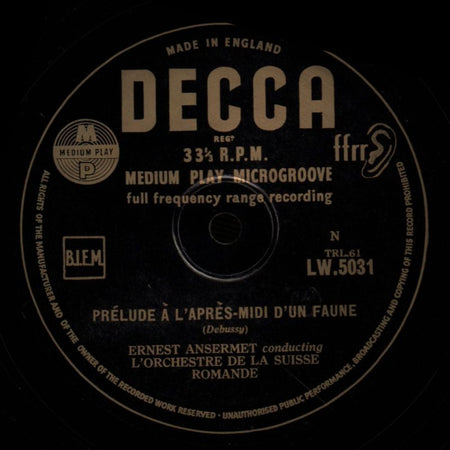 MADE IN ENGLAND
DECCA
REGD
33⅓ R.P.M.
ffrr
M
MEDIUM PLAY
P
MEDIUM PLAY MICROGROOVE
full frequency range recording
N
TRL.61
LW.5031
B.I.E.M.
PRÉLUDE À L'APRÈS-MIDI D'UN FAUNE
(Debussy)
ERNEST ANSERMET conducting
L'ORCHESTRE DE LA SUISSE
ROMANDE
ALL RIGHTS OF THE MANUFACTURER AND OF THE OWNER OF THE RECORDED WORK RESERVED · UNAUTHORISED PUBLIC PERFORMANCE, BROADCASTING AND COPYING OF THIS RECORD PROHIBITED